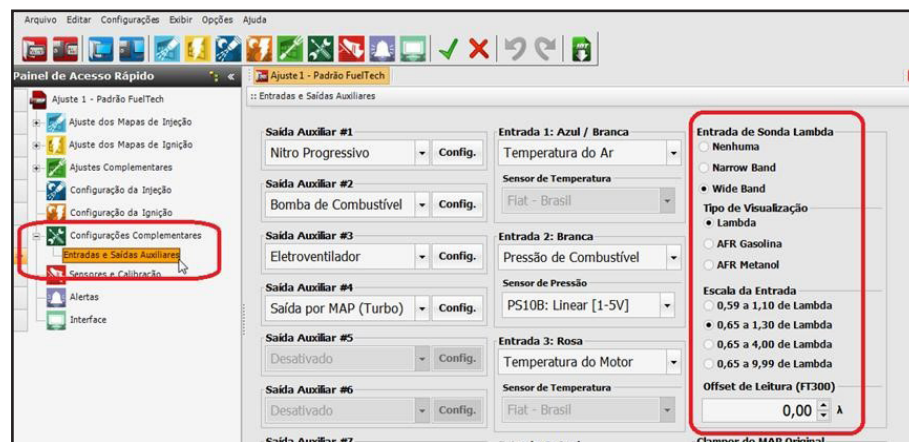 Arquivo Editar Configurações Exibir Opções Ajuda
Painel de Acesso Rápido
Ajuste 1 - Padrão FuelTech
Ajuste dos Mapas de Injeção
Ajuste dos Mapas de Ignição
Ajustes Complementares
Configuração da Injeção
Configuração da Ignição
Configurações Complementares
Entradas e Saídas Auxiliares
Sensores e Calibração
Alertas
Interface
Ajuste 1 - Padrão FuelTech
:: Entradas e Saídas Auxiliares
Saída Auxiliar #1
Nitro Progressivo Config.
Saída Auxiliar #2
Bomba de Combustível Config.
Saída Auxiliar #3
Eletroventilador Config.
Saída Auxiliar #4
Saída por MAP (Turbo) Config.
Saída Auxiliar #5
Desativado Config.
Saída Auxiliar #6
Desativado Config.
Saída Auxiliar #7
Entrada 1: Azul / Branca
Temperatura do Ar
Sensor de Temperatura
Fiat - Brasil
Entrada 2: Branca
Pressão de Combustível
Sensor de Pressão
PS10B: Linear [1-5V]
Entrada 3: Rosa
Temperatura do Motor
Sensor de Temperatura
Fiat - Brasil
Entrada de Sonda Lambda
Nenhuma
Narrow Band
Wide Band
Tipo de Visualização
Lambda
AFR Gasolina
AFR Metanol
Escala da Entrada
0,59 a 1,10 de Lambda
0,65 a 1,30 de Lambda
0,65 a 4,00 de Lambda
0,65 a 9,99 de Lambda
Offset de Leitura (FT300)
0,00 λ
Clamper do MAP Original